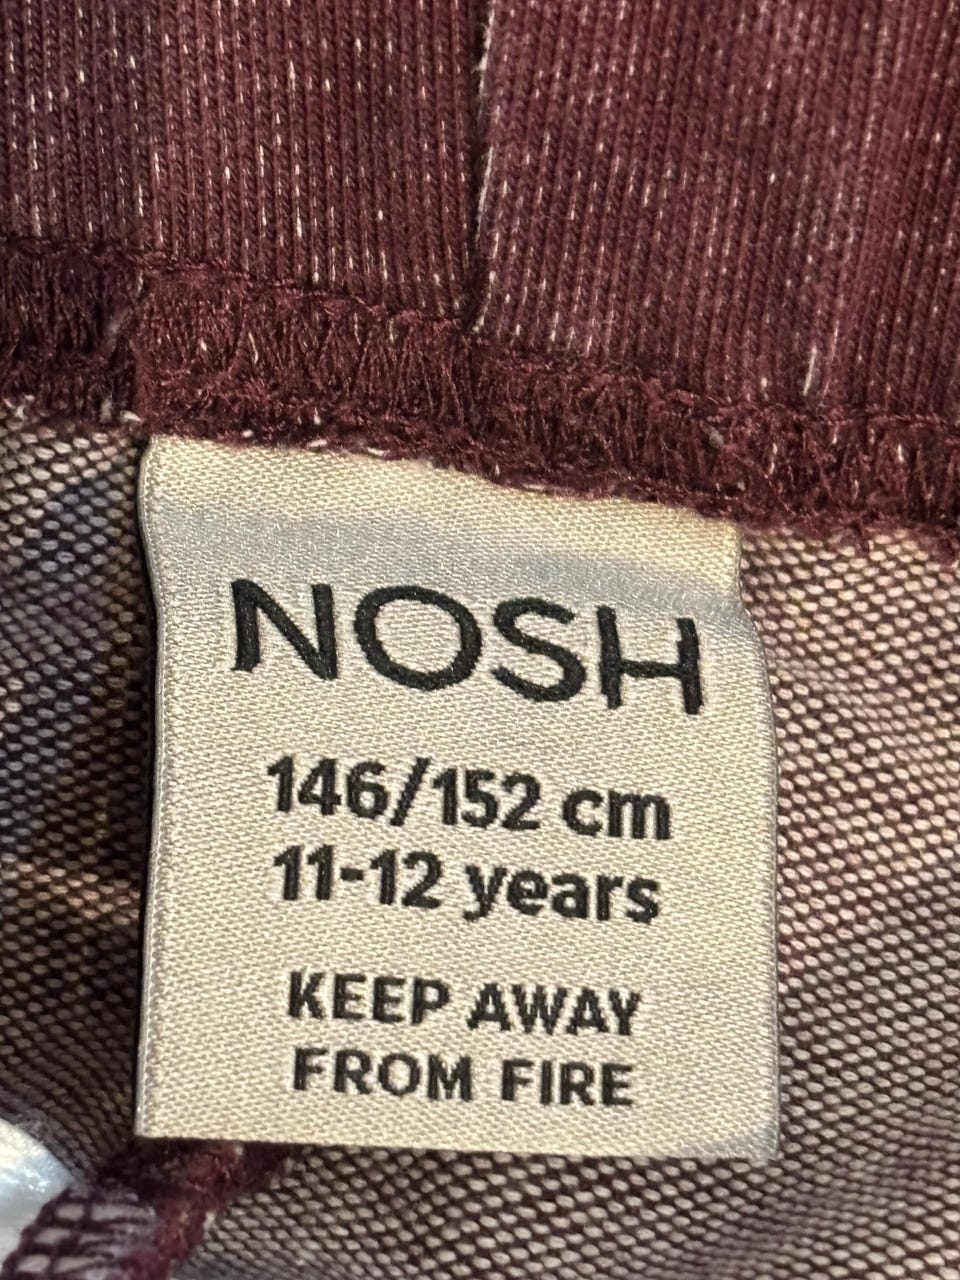 NOSH
146/152 cm
11-12 years
KEEP AWAY
FROM FIRE